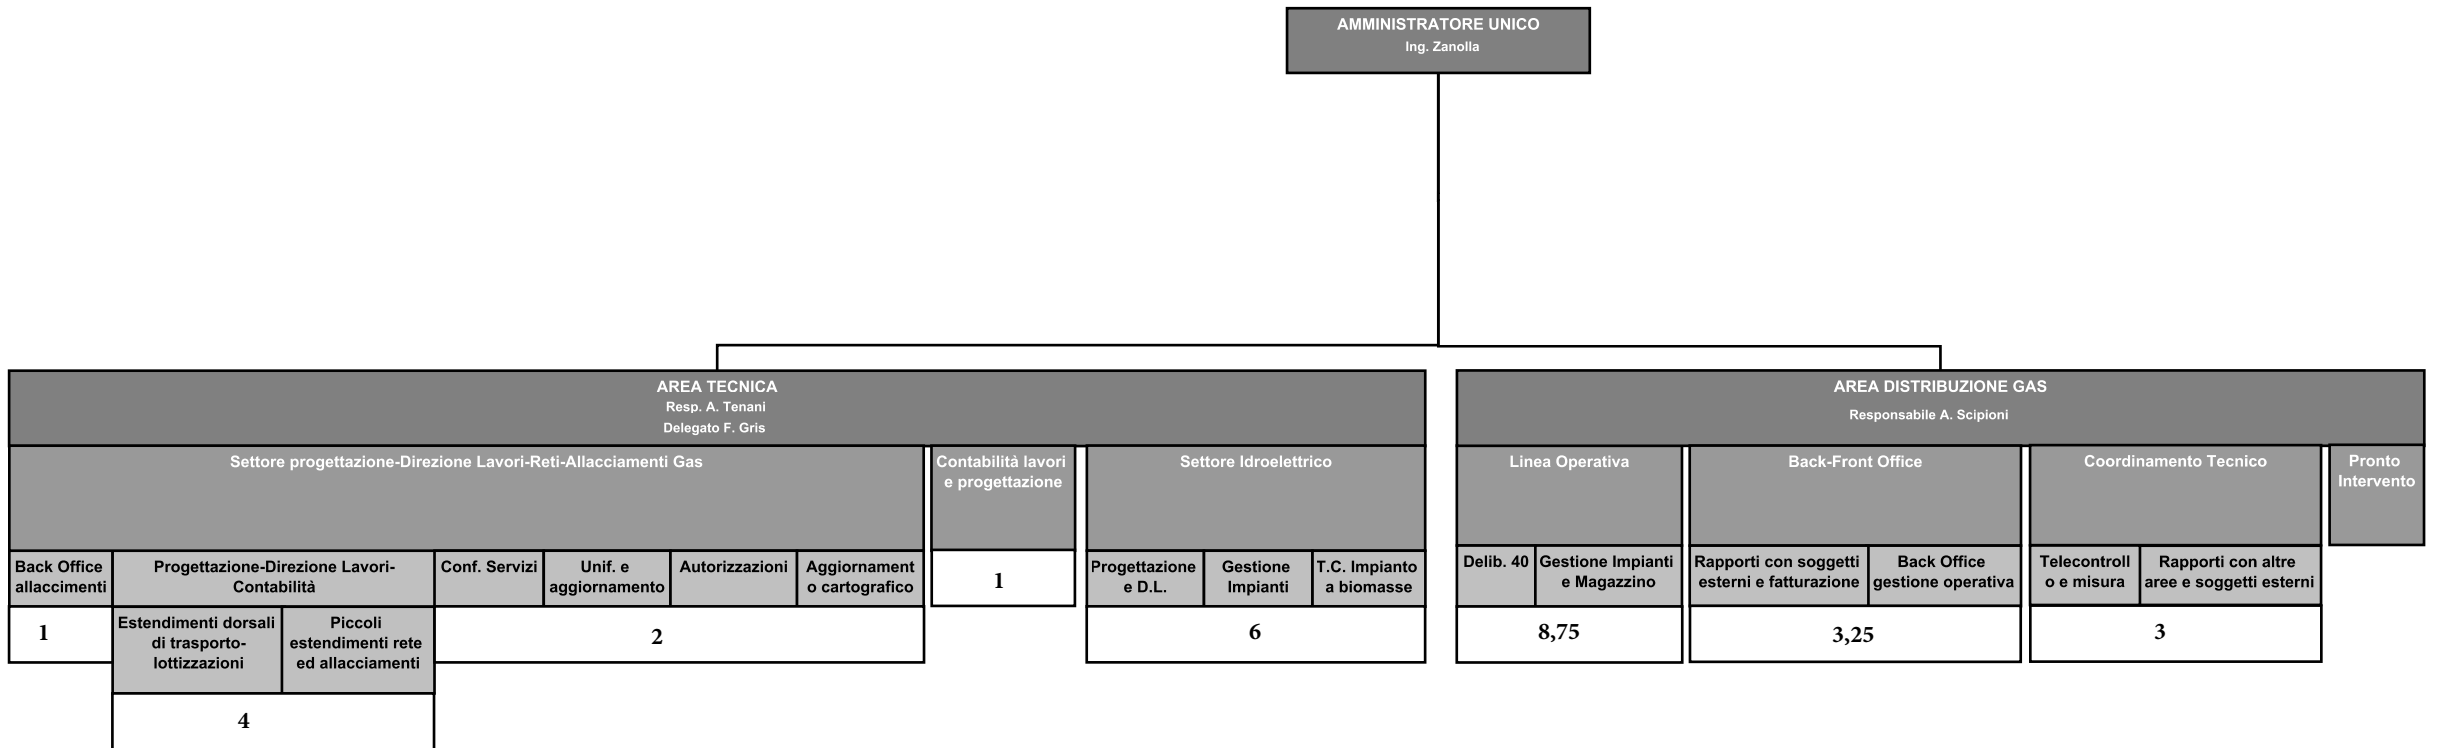 AMMINISTRATORE UNICO
Ing. Zanolla
AREA TECNICA
Resp. A. Tenani
Delegato F. Gris
AREA DISTRIBUZIONE GAS
Responsabile A. Scipioni
Settore progettazione-Direzione Lavori-Reti-Allacciamenti Gas
Contabilità lavori
e progettazione
Settore Idroelettrico
Linea Operativa
Back-Front Office
Coordinamento Tecnico
Pronto
Intervento
Back Office
allaccimenti
Progettazione-Direzione Lavori-
Contabilità
Conf. Servizi
Unif. e
aggiornamento
Autorizzazioni
Aggiornament
o cartografico
1
Progettazione
e D.L.
Gestione
Impianti
T.C. Impianto
a biomasse
Delib. 40
Gestione Impianti
e Magazzino
Rapporti con soggetti
esterni e fatturazione
Back Office
gestione operativa
Telecontroll
o e misura
Rapporti con altre
aree e soggetti esterni
1
Estendimenti dorsali
di trasporto-
lottizzazioni
Piccoli
estendimenti rete
ed allacciamenti
2
6
8,75
3,25
3
4